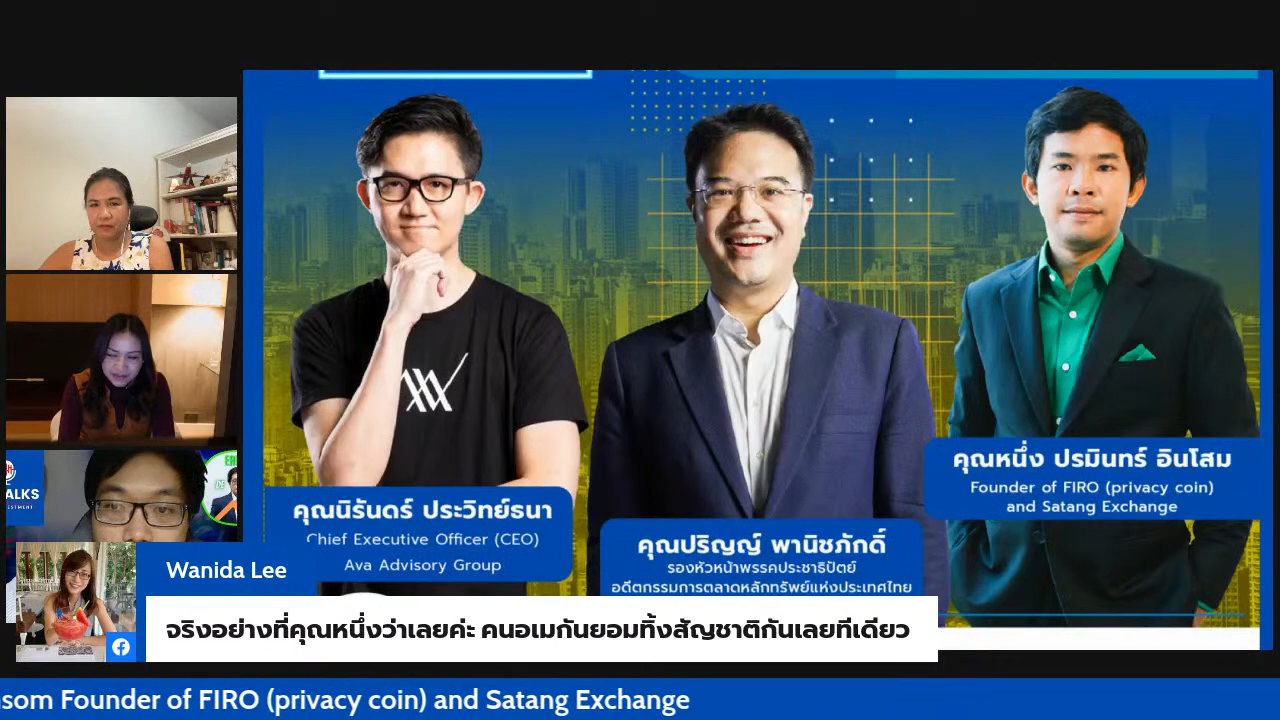 TALKS
คุณนิรันดร์ ประวิทย์ธนา
Chief Executive Officer (CEO)
Ava Advisory Group
คุณปริญญ์ พานิชภักดิ์
รองหัวหน้าพรรคประชาธิปัตย์
อดีตกรรมการตลาดหลักทรัพย์แห่งประเทศไทย
คุณหนึ่ง ปรมินทร์ อินโสม
Founder of FIRO (privacy coin)
and Satang Exchange
Wanida Lee
จริงอย่างที่คุณหนึ่งว่าเลยค่ะ คนอเมกันยอมทิ้งสัญชาติกันเลยทีเดียว
som Founder of FIRO (privacy coin) and Satang Exchange